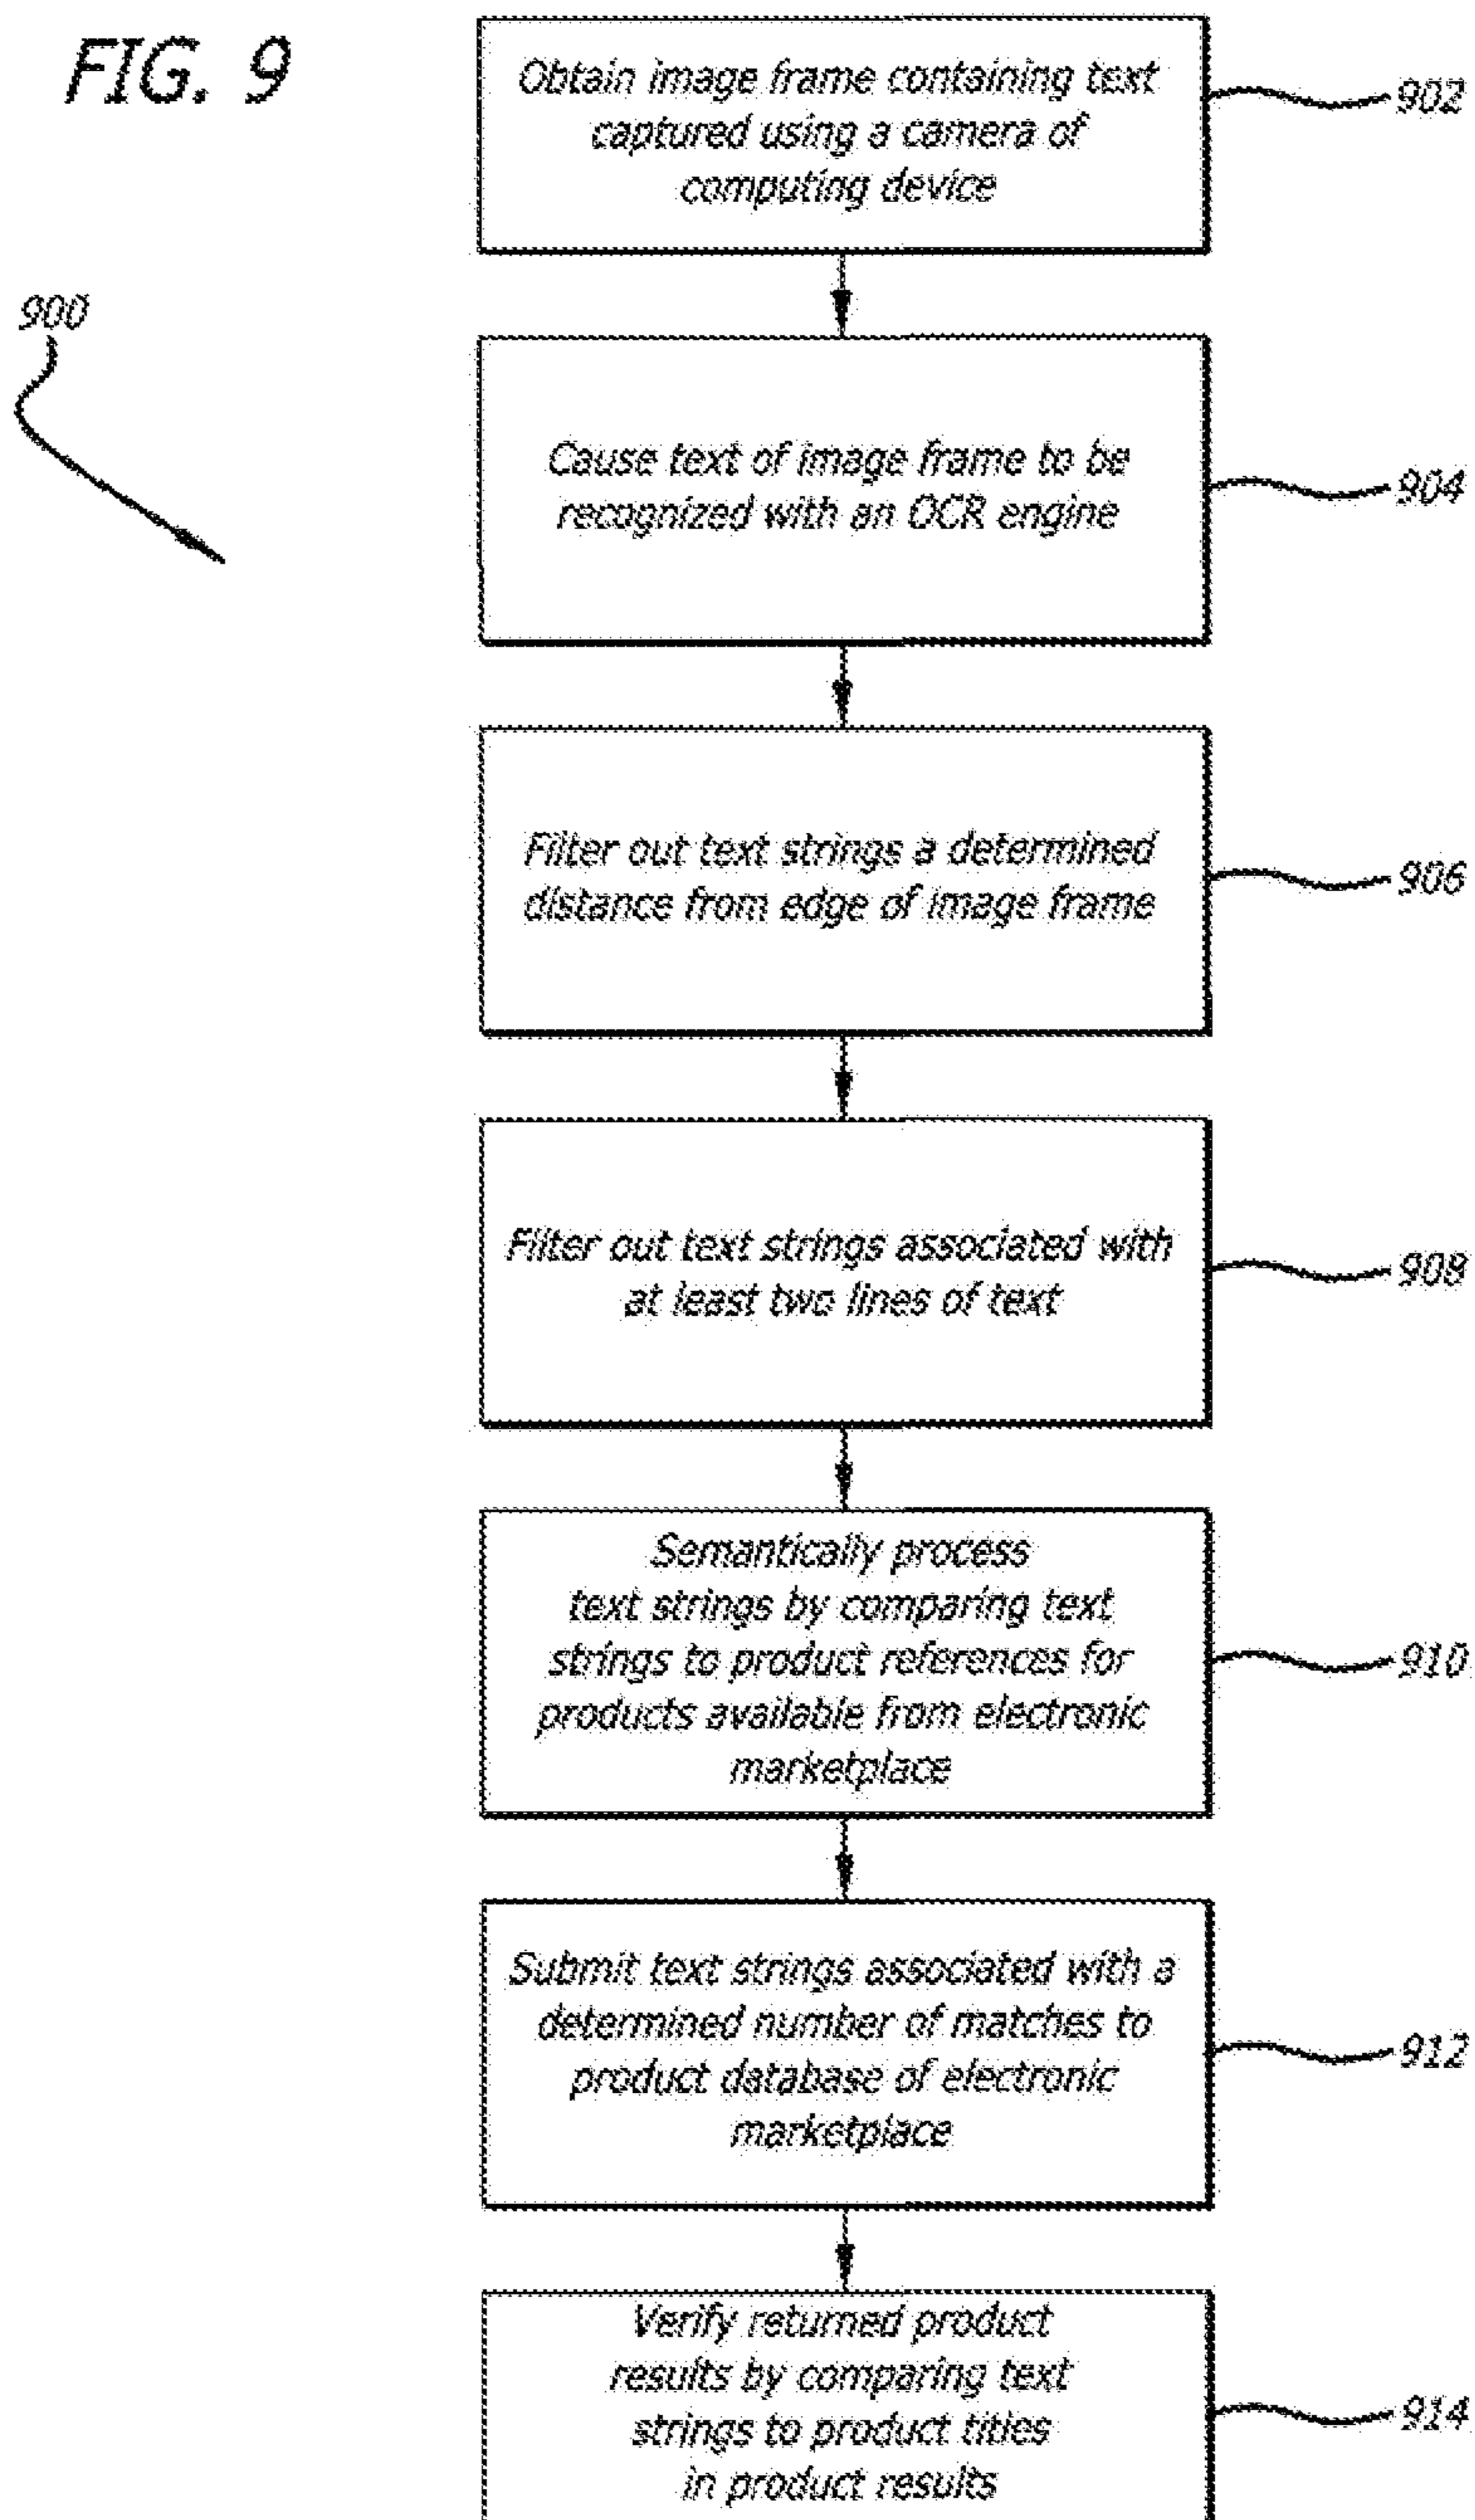 FIG. 9
Obtain image frame containing text
captured using a camera of
computing device
902
900
Cause text of image frame to be
recognized with an OCR engine
904
Filter out text strings a determined
distance from edge of image frame
906
Filter out text strings associated with
at least two lines of text
908
Semantically process
text strings by comparing text
strings to product references for
products available from electronic
marketplace
910
Submit text strings associated with a
determined number of matches to
product database of electronic
marketplace
912
Verify returned product
results by comparing text
strings to product titles
in product results
914